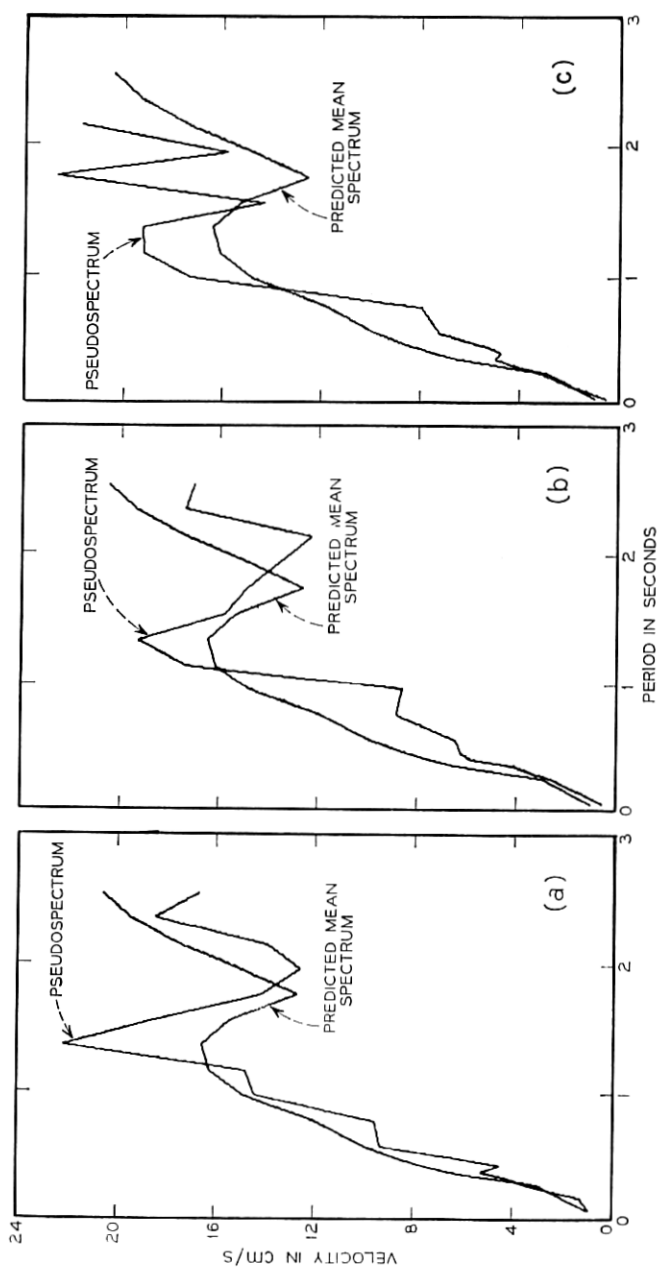 24
20
16
12
8
4
0
VELOCITY IN CM/S
PSEUDOSPECTRUM
PREDICTED MEAN
SPECTRUM
(a)
0
1
2
3
PSEUDOSPECTRUM
PREDICTED MEAN
SPECTRUM
(b)
0
1
2
3
PERIOD IN SECONDS
PSEUDOSPECTRUM
PREDICTED MEAN
SPECTRUM
(c)
0
1
2
3